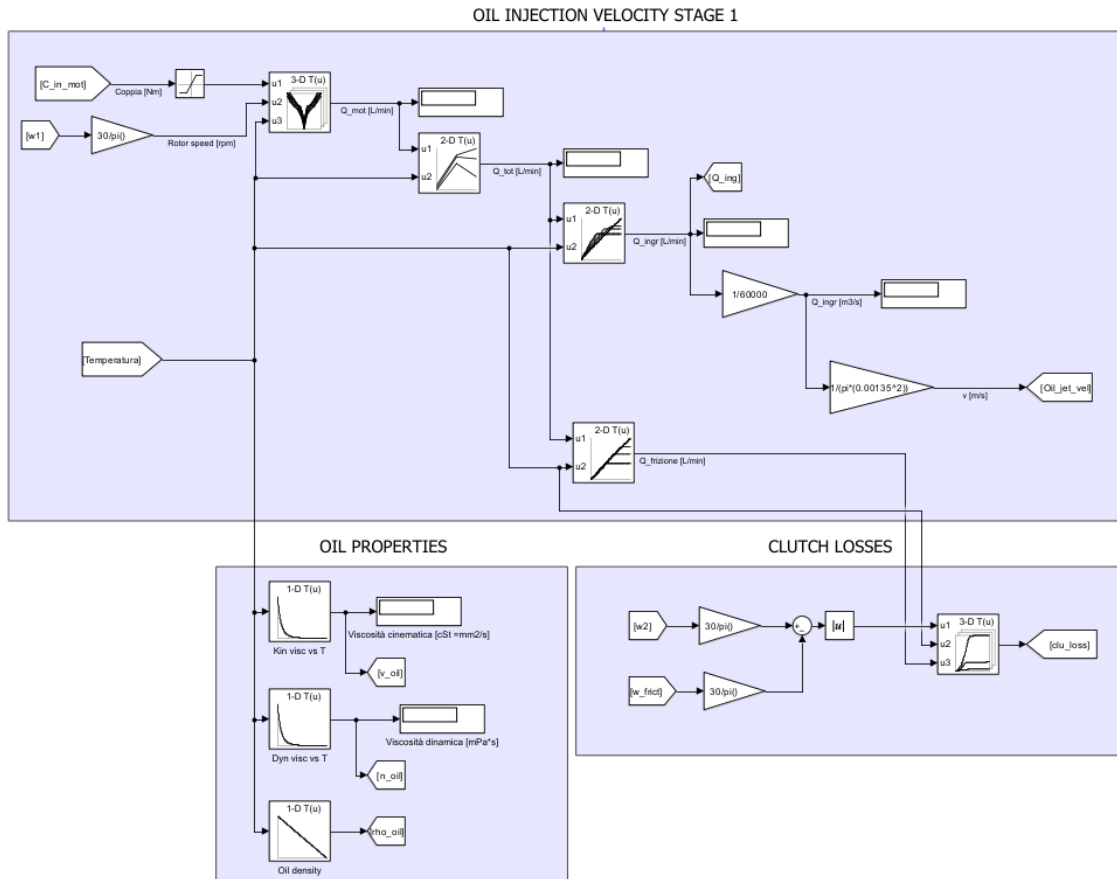 OIL INJECTION VELOCITY STAGE 1
[C_in_mot]
Coppia [Nm]
3-D T(u)
u1
u2
u3
Q_mot [L/min]
[w1]
30/pi()
Rotor speed [rpm]
2-D T(u)
u1
u2
Q_tot [L/min]
[Q_ing]
2-D T(u)
u1
u2
Q_ingr [L/min]
1/60000
Q_ingr [m3/s]
[Temperatura]
1/(pi*(0.00135^2))
v [m/s]
[Oil_jet_vel]
2-D T(u)
u1
u2
Q_frizione [L/min]
OIL PROPERTIES
1-D T(u)
Kin visc vs T
Viscosità cinematica [cSt =mm2/s]
[v_oil]
1-D T(u)
Dyn visc vs T
Viscosità dinamica [mPa*s]
[n_oil]
1-D T(u)
Oil density
[rho_oil]
CLUTCH LOSSES
[w2]
30/pi()
+
-
|u|
[w_frict]
30/pi()
3-D T(u)
u1
u2
u3
[clu_loss]